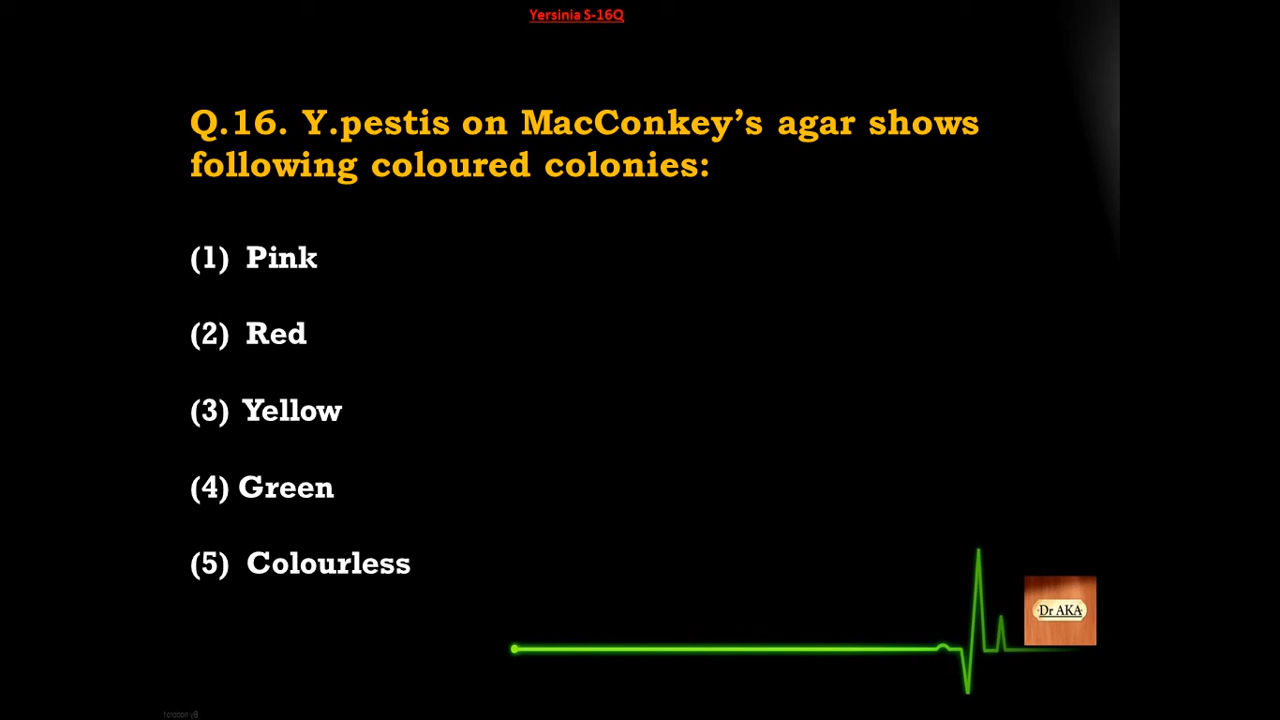 Yersinia S-16Q
Q.16. Y.pestis on MacConkey’s agar shows
following coloured colonies:
(1) Pink
(2) Red
(3) Yellow
(4) Green
(5) Colourless
Dr AKA